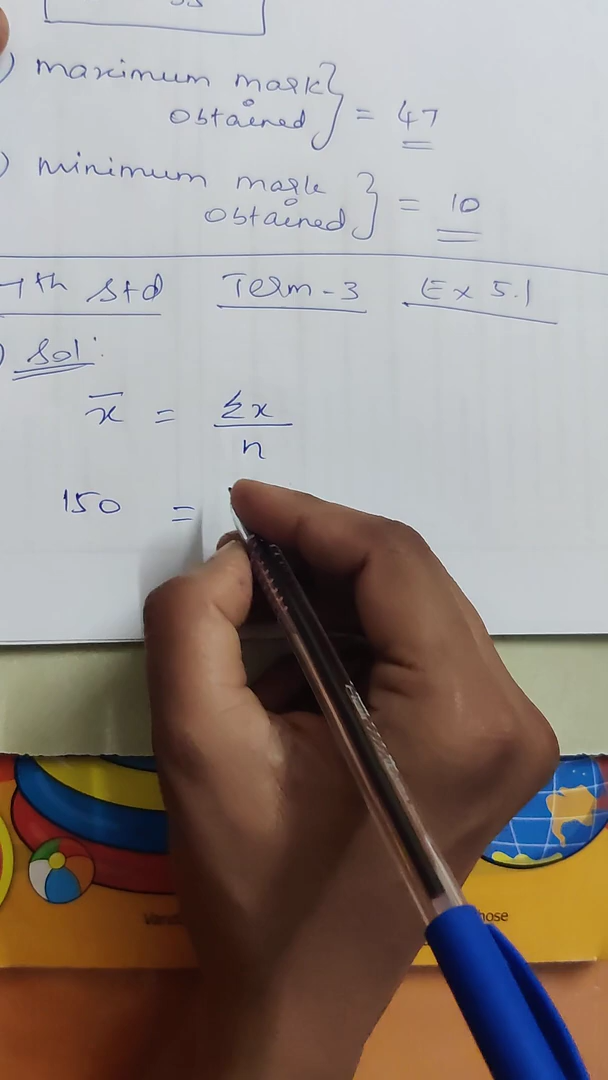 ) maximum mark
obtained } = 47
) minimum mark
obtained } = 10
7th Std Term-3 Ex 5.1
) Sol:
x̄ = Σx
n
150 =